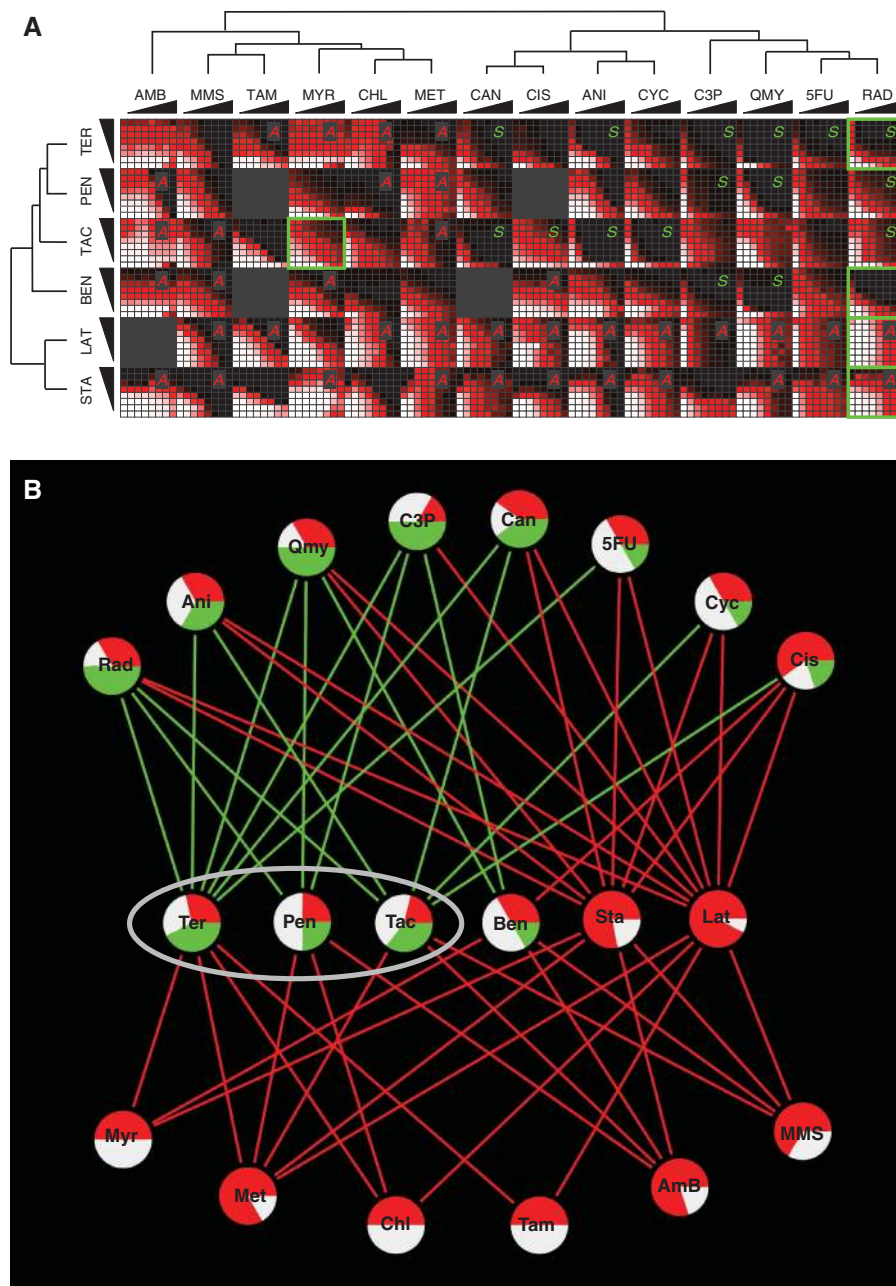 A
AMB MMS TAM MYR CHL MET CAN CIS ANI CYC C3P QMY 5FU RAD
TER A A A A S S S S S S S S
PEN A A A S S S
TAC A A A S S S S S
BEN A A A A S S
LAT A A A A A A A A A A A A A
STA A A A A A A A A A A A
B
C3P
Can
Qmy
5FU
Ani
Cyc
Rad
Cis
Ter Pen Tac Ben Sta Lat
Myr
MMS
Met
AmB
Chl
Tam